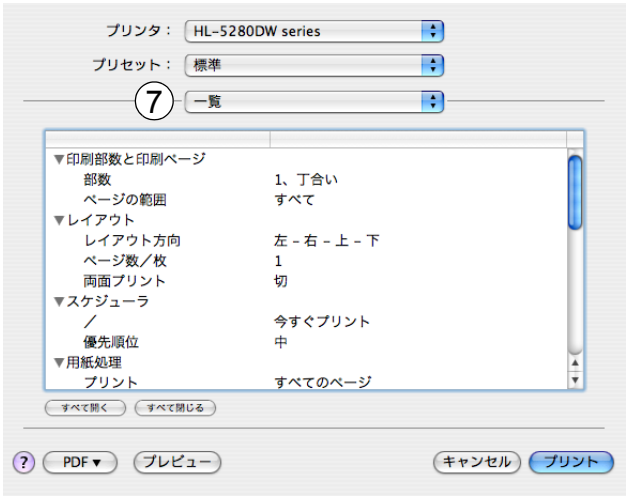 プリンタ： HL-5280DW series
プリセット： 標準
7 一覧
▼印刷部数と印刷ページ
部数 1、丁合い
ページの範囲 すべて
▼レイアウト
レイアウト方向 左 – 右 – 上 – 下
ページ数／枚 1
両面プリント 切
▼スケジューラ
／ 今すぐプリント
優先順位 中
▼用紙処理
プリント すべてのページ
すべて開く すべて閉じる
? PDF▼ プレビュー キャンセル プリント